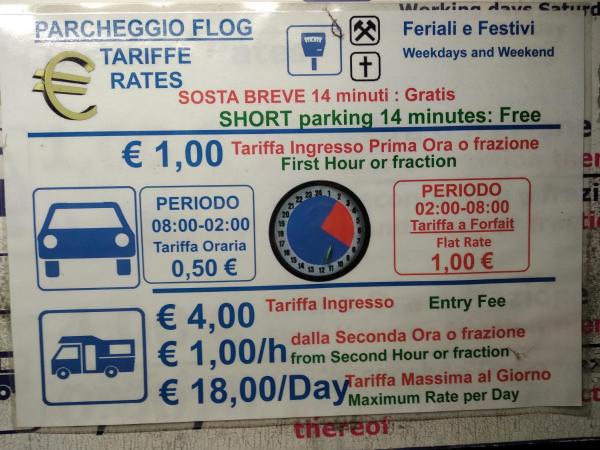 Working days Saturd
PARCHEGGIO FLOG
TARIFFE
RATES
Feriali e Festivi
Weekdays and Weekend
SOSTA BREVE 14 minuti : Gratis
SHORT parking 14 minutes: Free
€ 1,00 Tariffa Ingresso Prima Ora o frazione
First Hour or fraction
PERIODO
08:00-02:00
Tariffa Oraria
0,50 €
PERIODO
02:00-08:00
Tariffa a Forfait
Flat Rate
1,00 €
€ 4,00 Tariffa Ingresso Entry Fee
€ 1,00/h dalla Seconda Ora o frazione
from Second Hour or fraction
€ 18,00/Day Tariffa Massima al Giorno
Maximum Rate per Day
thereof